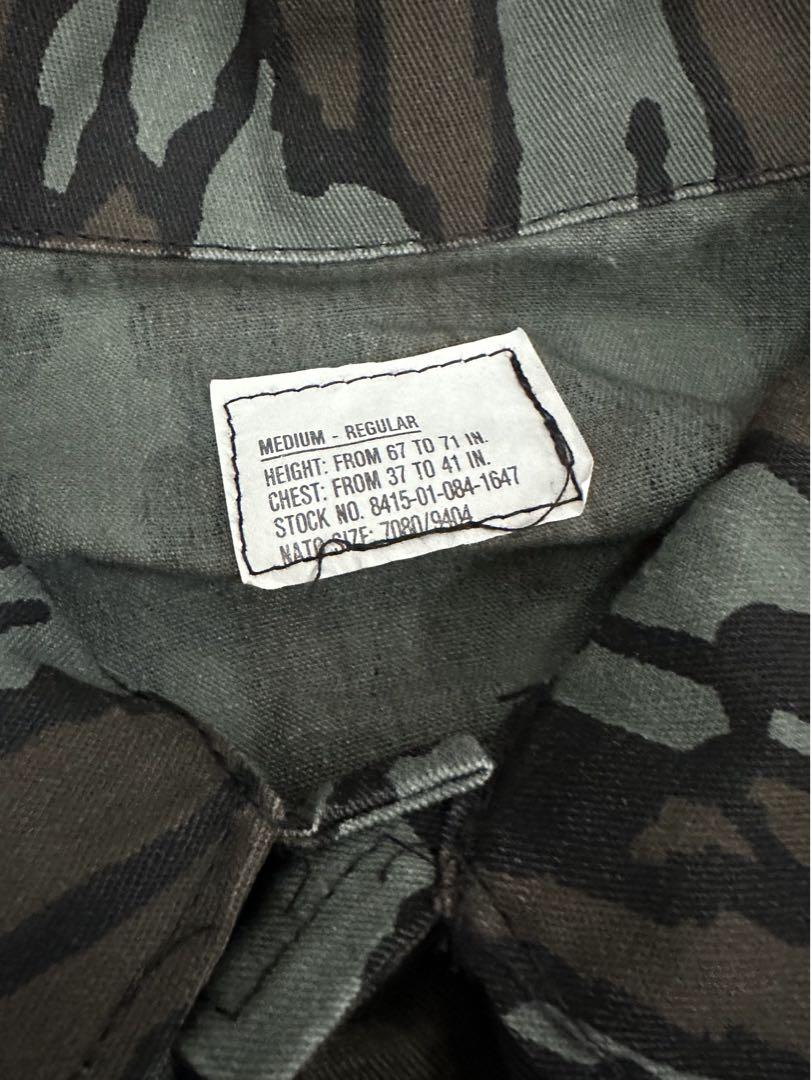 MEDIUM - REGULAR
HEIGHT: FROM 67 TO 71 IN.
CHEST: FROM 37 TO 41 IN.
STOCK NO. 8415-01-084-1647
NATO SIZE: 7080/9404